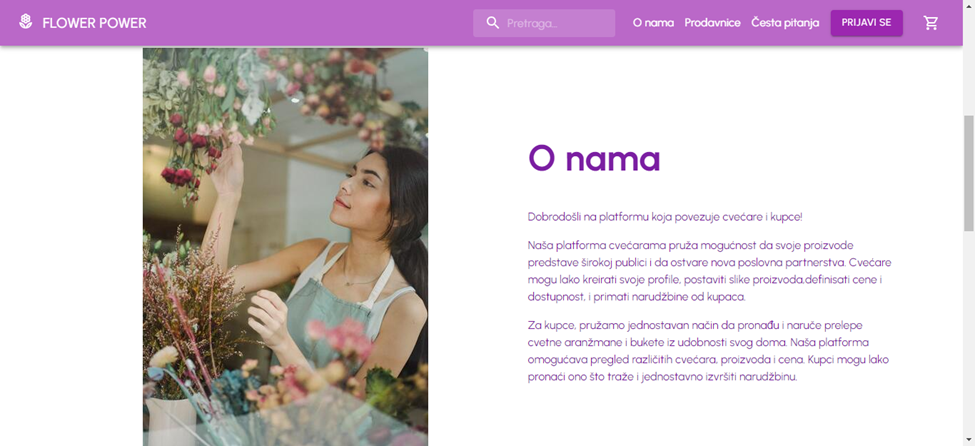 FLOWER POWER
Pretraga...
O nama
Prodavnice
Česta pitanja
PRIJAVI SE
O nama
Dobrodošli na platformu koja povezuje cvećare i kupce!
Naša platforma cvećarama pruža mogućnost da svoje proizvode
predstave širokoj publici i da ostvare nova poslovna partnerstva. Cvećare
mogu lako kreirati svoje profile, postaviti slike proizvoda,definisati cene i
dostupnost, i primati narudžbine od kupaca.
Za kupce, pružamo jednostavan način da pronađu i naruče prelepe
cvetne aranžmane i bukete iz udobnosti svog doma. Naša platforma
omogućava pregled različitih cvećara, proizvoda i cena. Kupci mogu lako
pronaći ono što traže i jednostavno izvršiti narudžbinu.